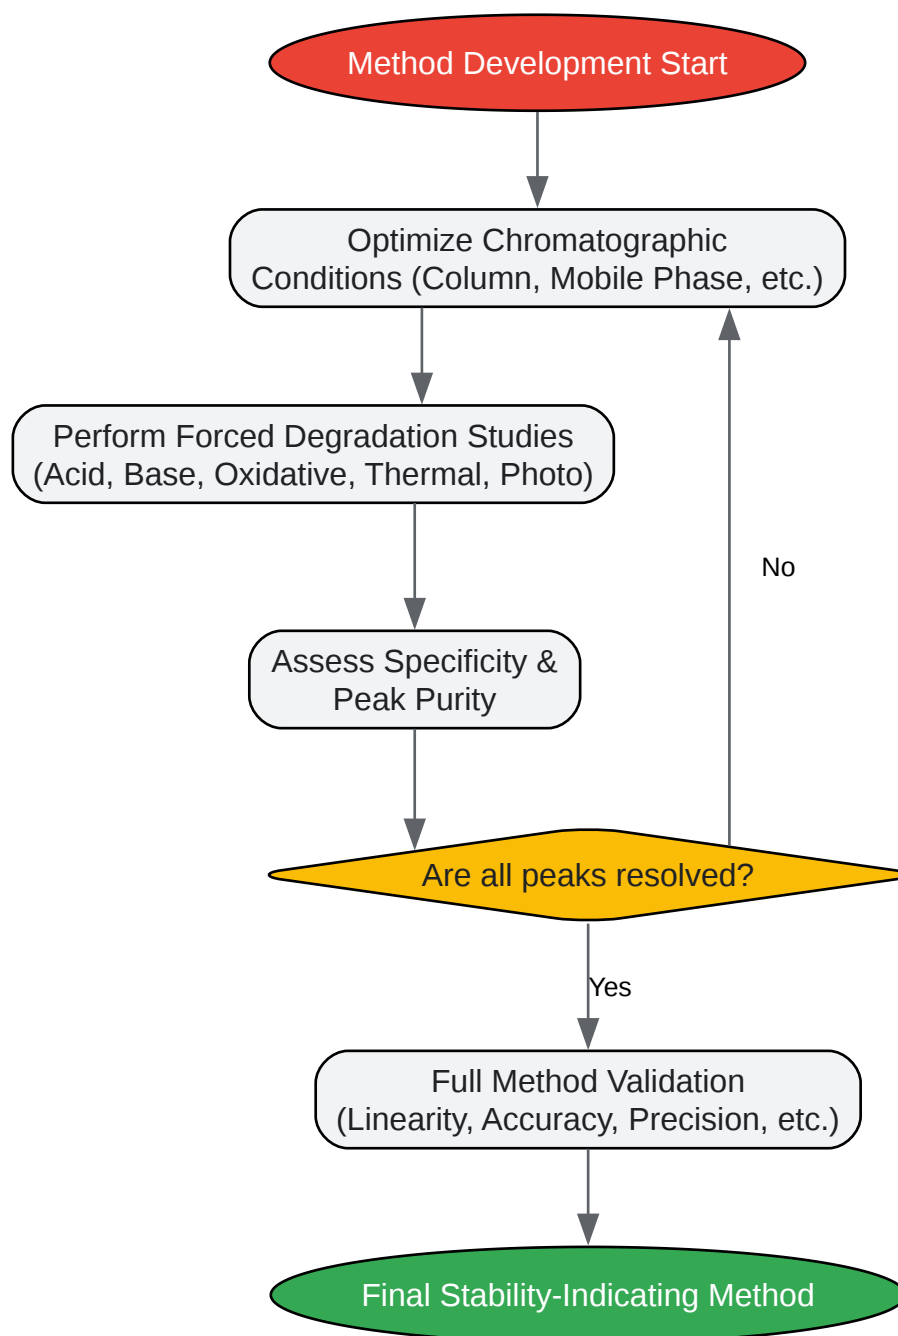 Method Development Start
Optimize Chromatographic
Conditions (Column, Mobile Phase, etc.)
Perform Forced Degradation Studies
(Acid, Base, Oxidative, Thermal, Photo)
No
Assess Specificity &
Peak Purity
Are all peaks resolved?
Yes
Full Method Validation
(Linearity, Accuracy, Precision, etc.)
Final Stability-Indicating Method